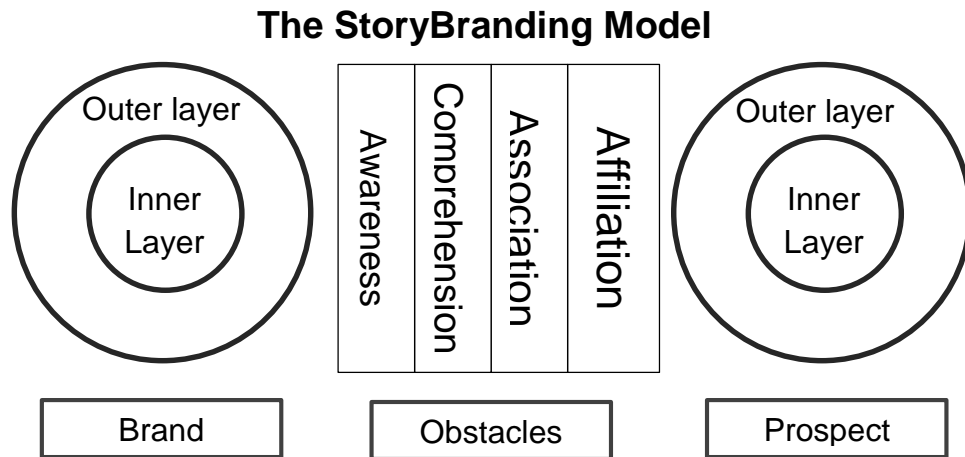 The StoryBranding Model
Outer layer
Inner
Layer
Awareness
Comprehension
Association
Affiliation
Outer layer
Inner
Layer
Brand
Obstacles
Prospect